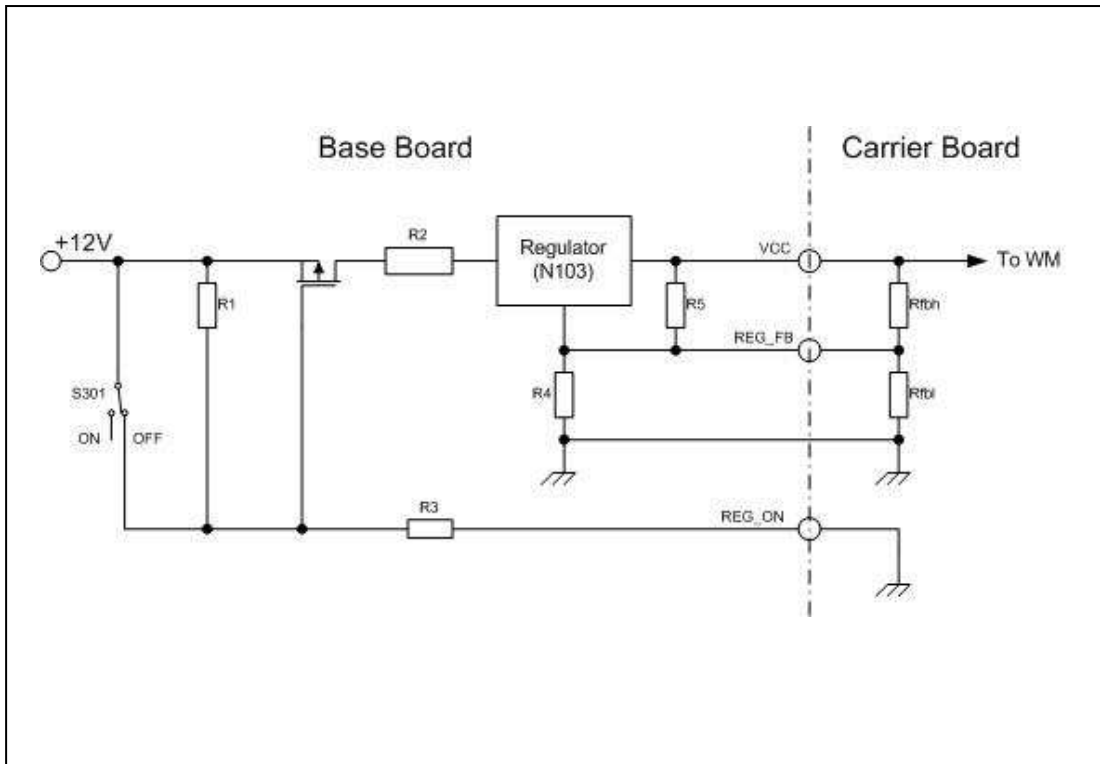 Base Board
Carrier Board
+12V
R2
Regulator
(N103)
VCC
To WM
R1
R5
Rfbh
REG_FB
S301
R4
Rfbl
ON
OFF
R3
REG_ON